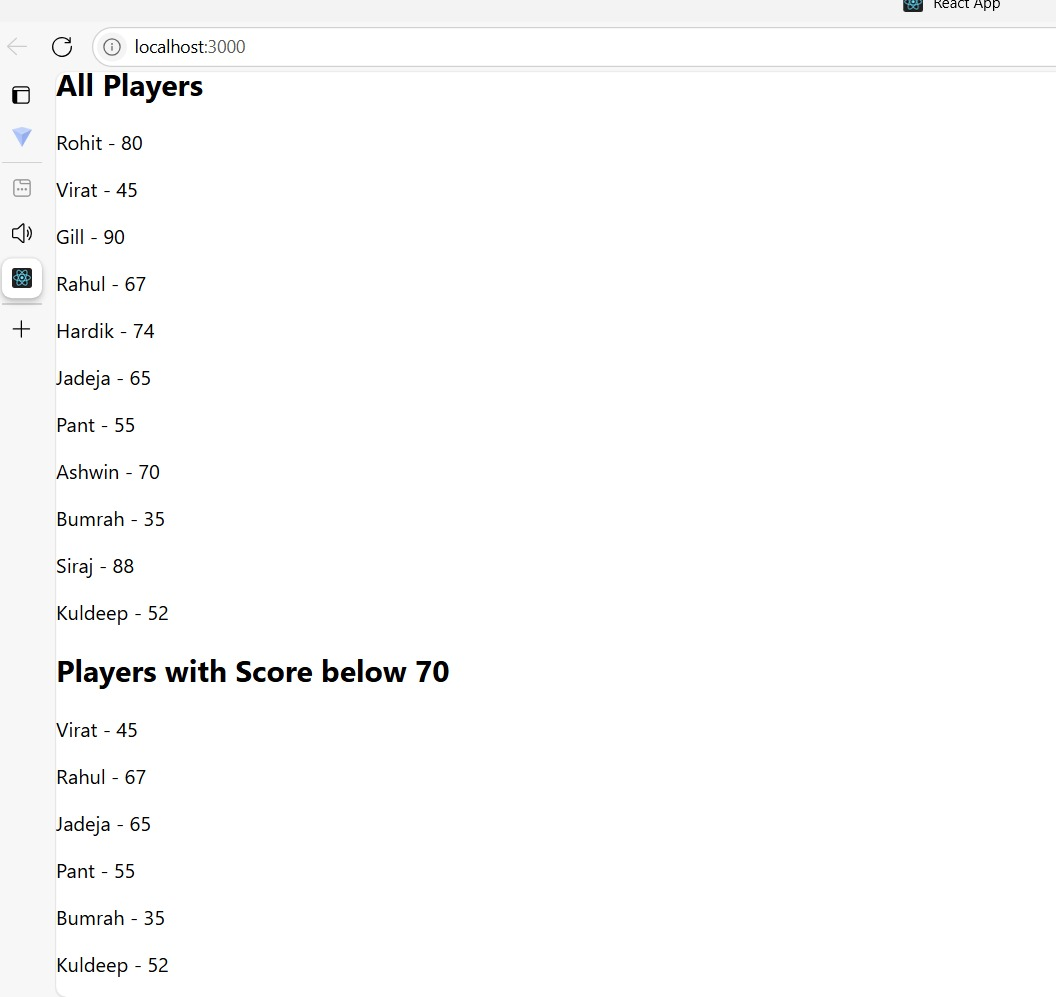 React App
localhost:3000
All Players
Rohit - 80
Virat - 45
Gill - 90
Rahul - 67
Hardik - 74
Jadeja - 65
Pant - 55
Ashwin - 70
Bumrah - 35
Siraj - 88
Kuldeep - 52
Players with Score below 70
Virat - 45
Rahul - 67
Jadeja - 65
Pant - 55
Bumrah - 35
Kuldeep - 52